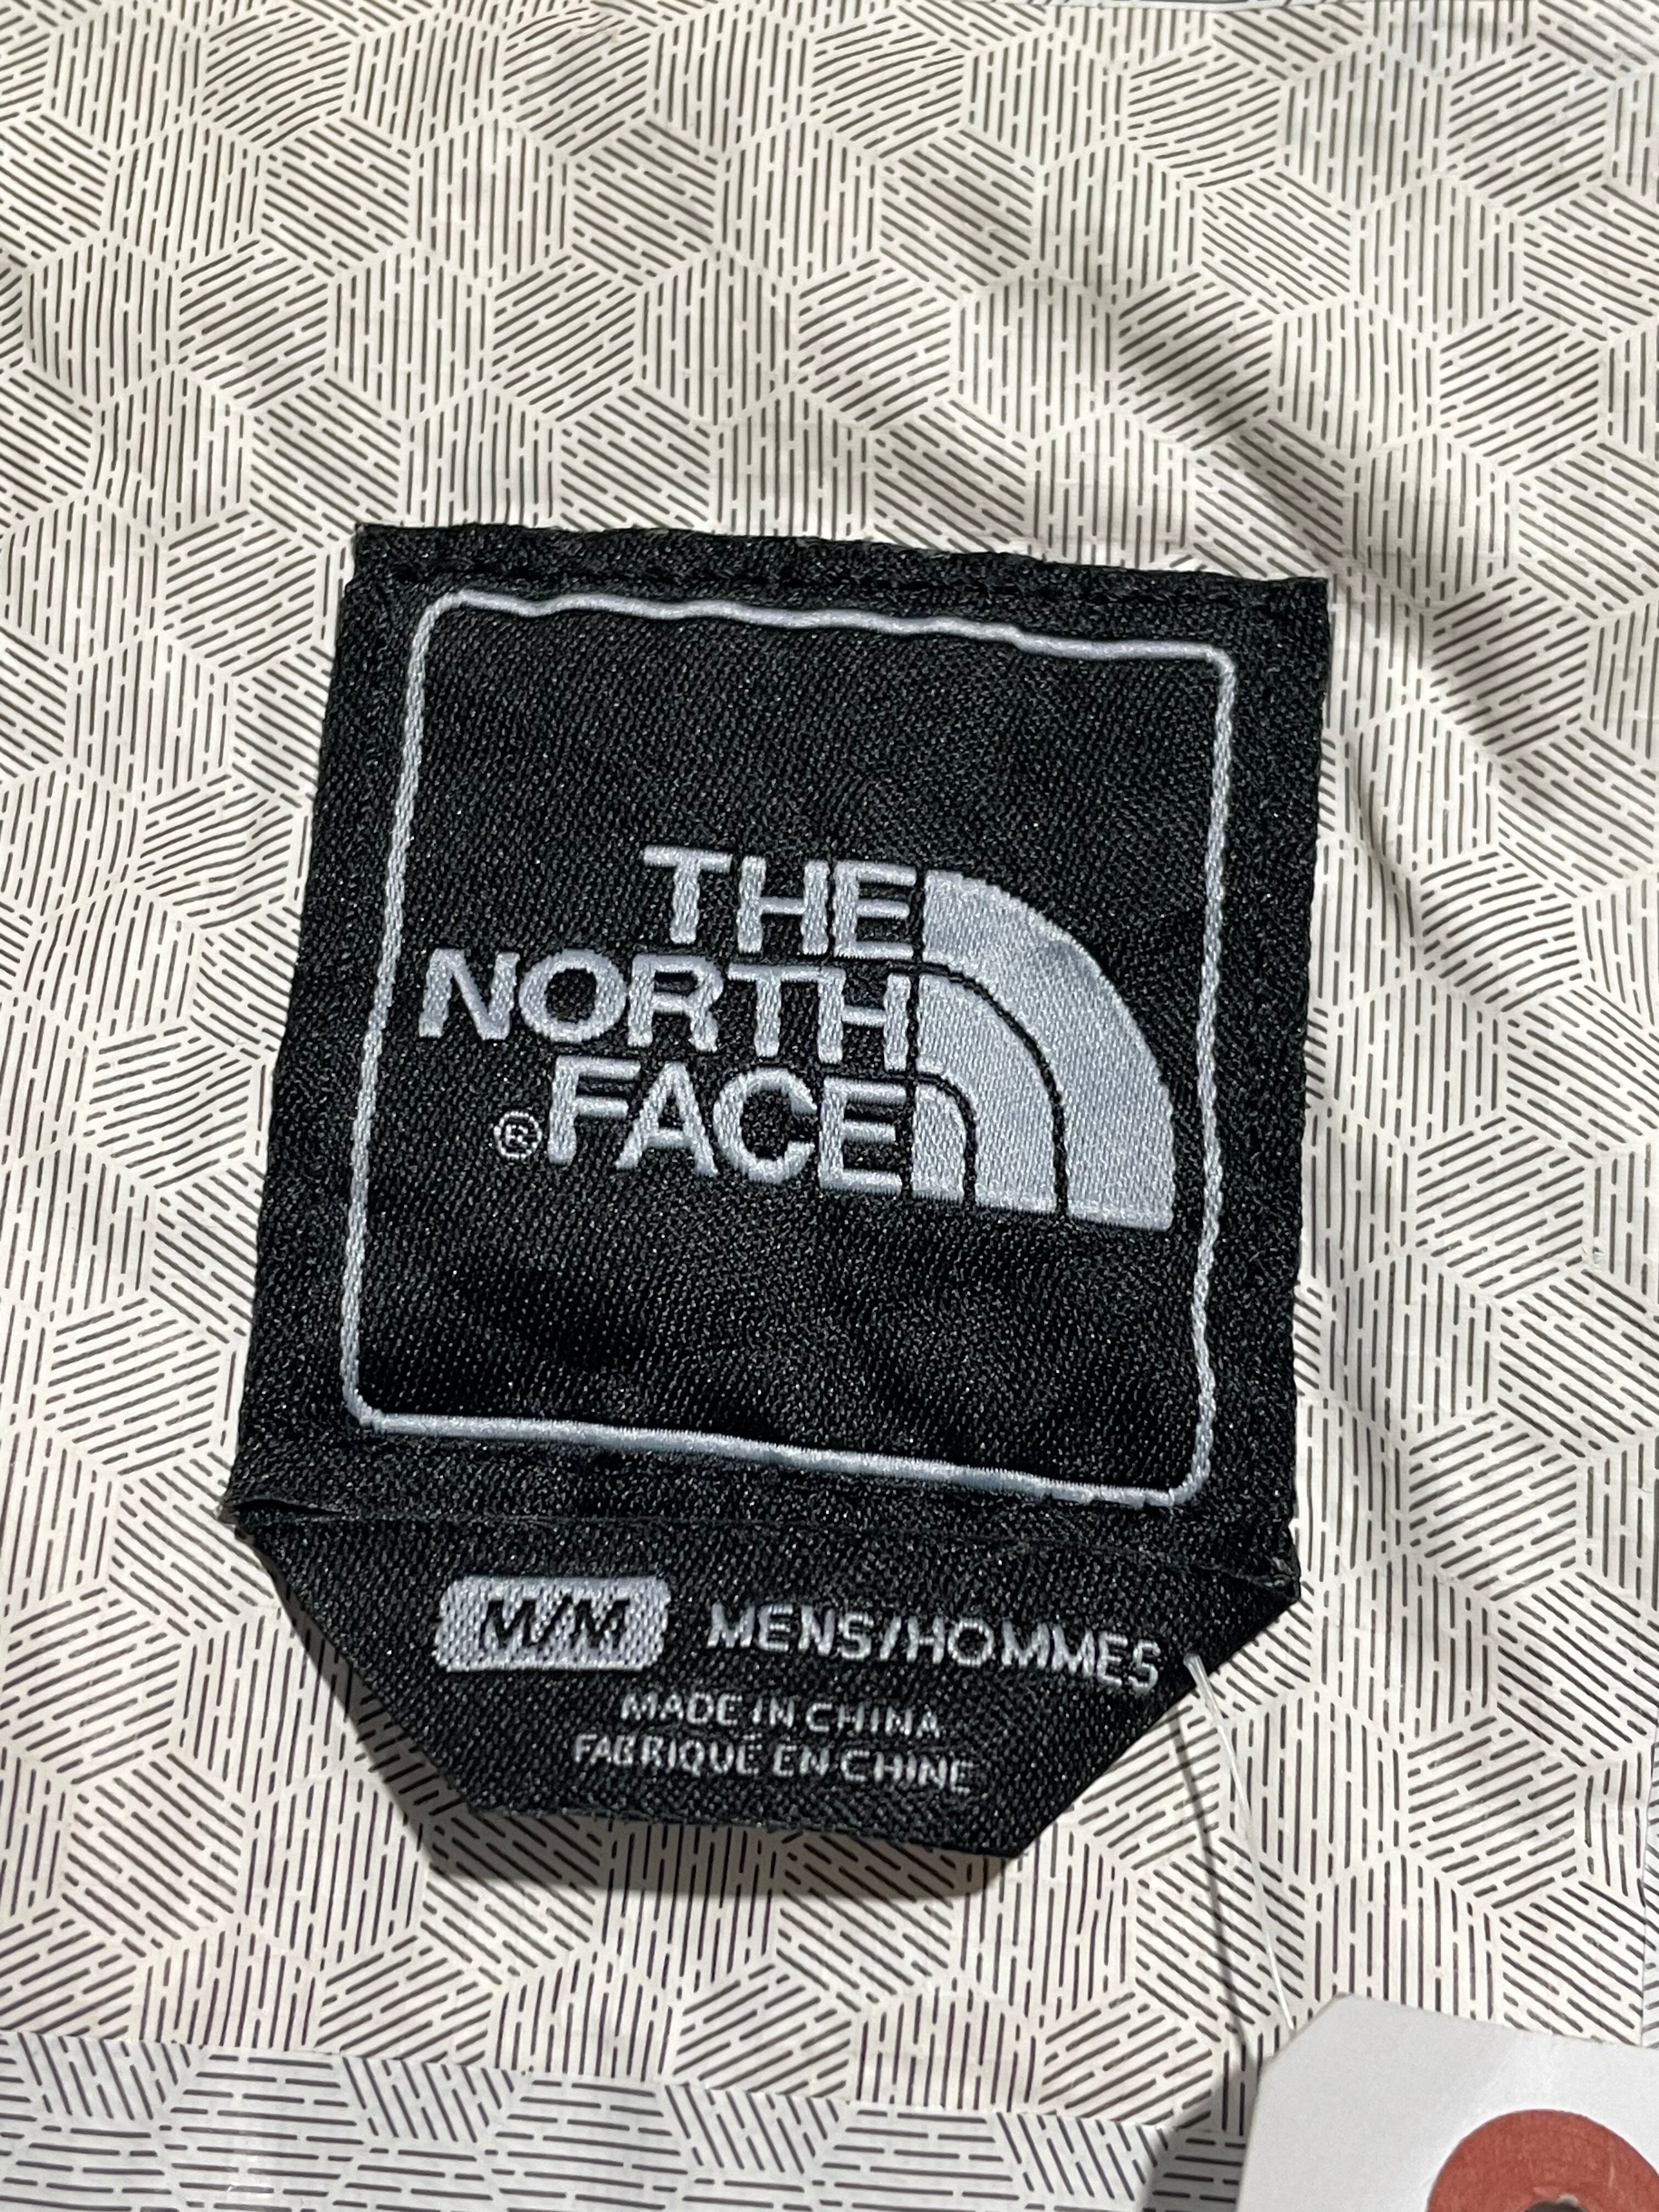 THE
NORTH
FACE
®
M/M MENS/HOMMES
MADE IN CHINA
FABRIQUÉ EN CHINE